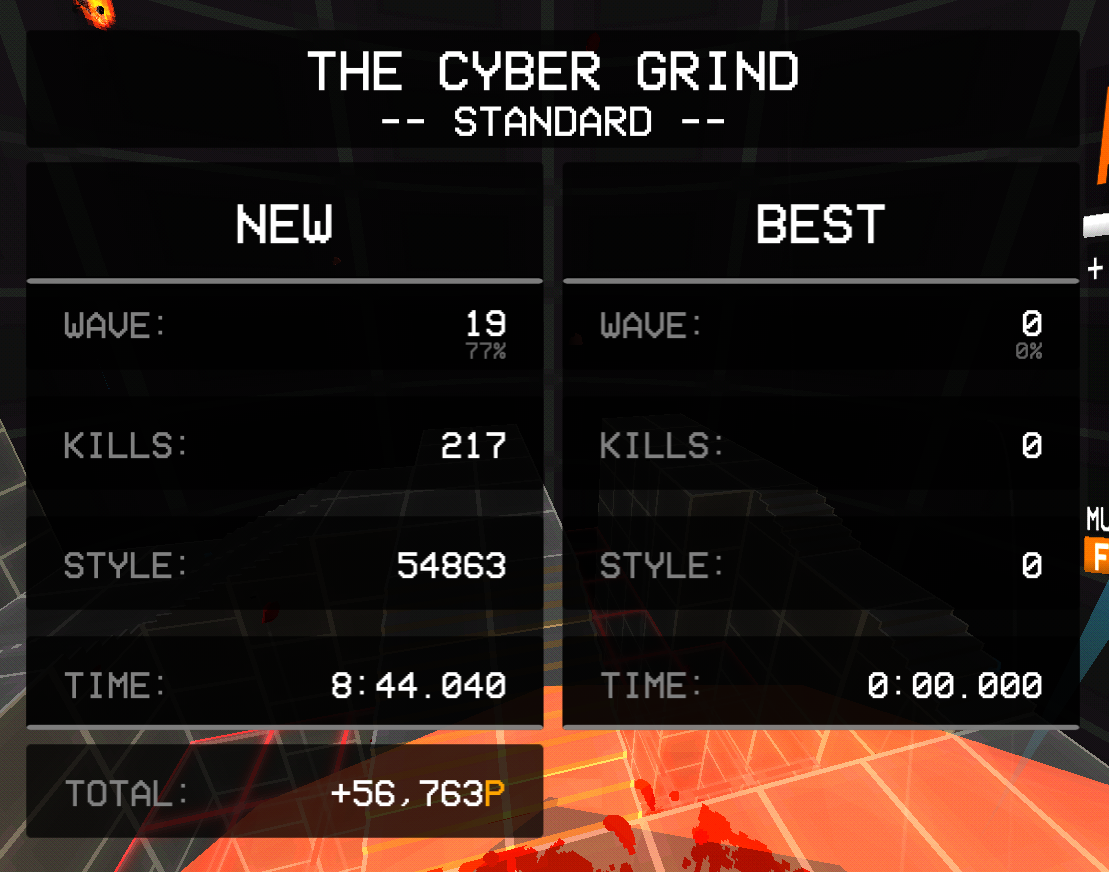 THE CYBER GRIND
-- STANDARD --
NEW
WAVE: 19
77%
KILLS: 217
STYLE: 54863
TIME: 8:44.040
TOTAL: +56,763P
BEST
WAVE: 0
0%
KILLS: 0
STYLE: 0
TIME: 0:00.000
+